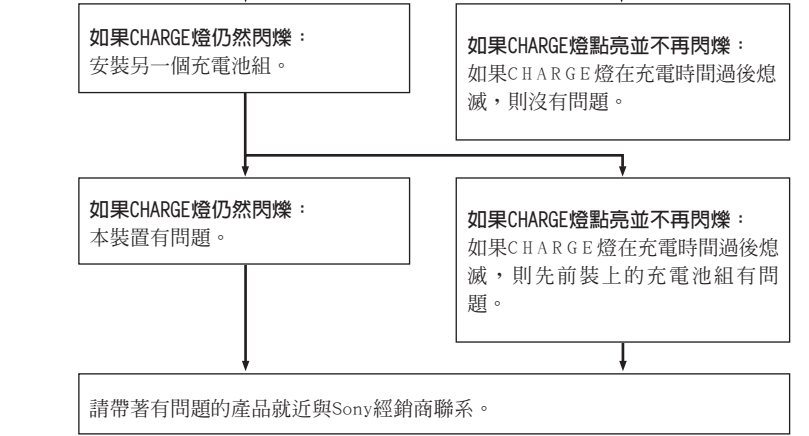 如果CHARGE燈仍然閃爍：
安裝另一個充電池組。
如果CHARGE燈點亮並不再閃爍：
如果CHARGE燈在充電時間過後熄
滅，則沒有問題。
如果CHARGE燈仍然閃爍：
本裝置有問題。
如果CHARGE燈點亮並不再閃爍：
如果CHARGE燈在充電時間過後熄
滅，則先前裝上的充電池組有問
題。
請帶著有問題的產品就近與Sony經銷商聯系。